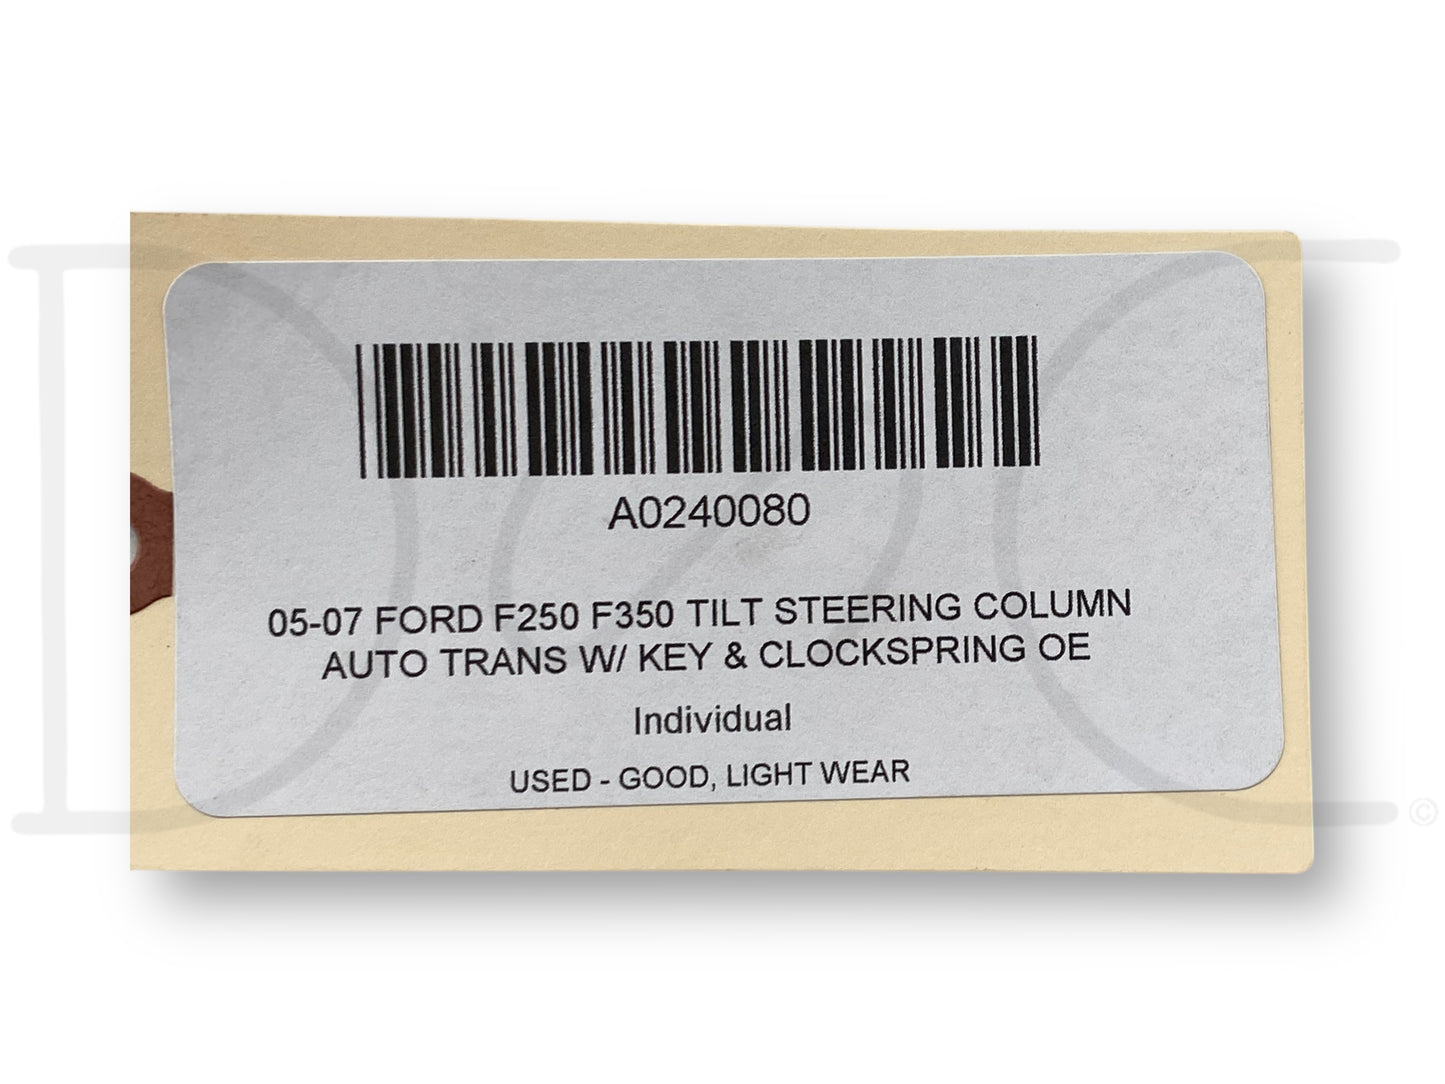 A0240080
05-07 FORD F250 F350 TILT STEERING COLUMN
AUTO TRANS W/ KEY & CLOCKSPRING OE
Individual
USED - GOOD, LIGHT WEAR
©